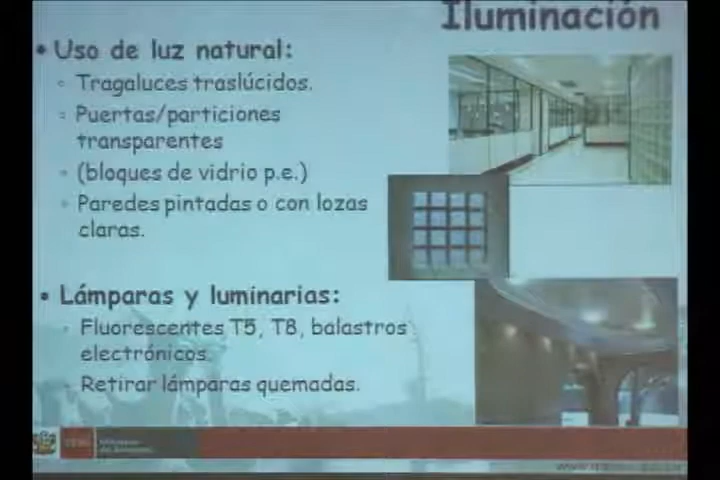 Iluminación
• Uso de luz natural:
◦ Tragaluces traslúcidos.
◦ Puertas/particiones
transparentes
◦ (bloques de vidrio p.e.)
◦ Paredes pintadas o con lozas
claras.
• Lámparas y luminarias:
◦ Fluorescentes T5, T8, balastros
electrónicos.
◦ Retirar lámparas quemadas.